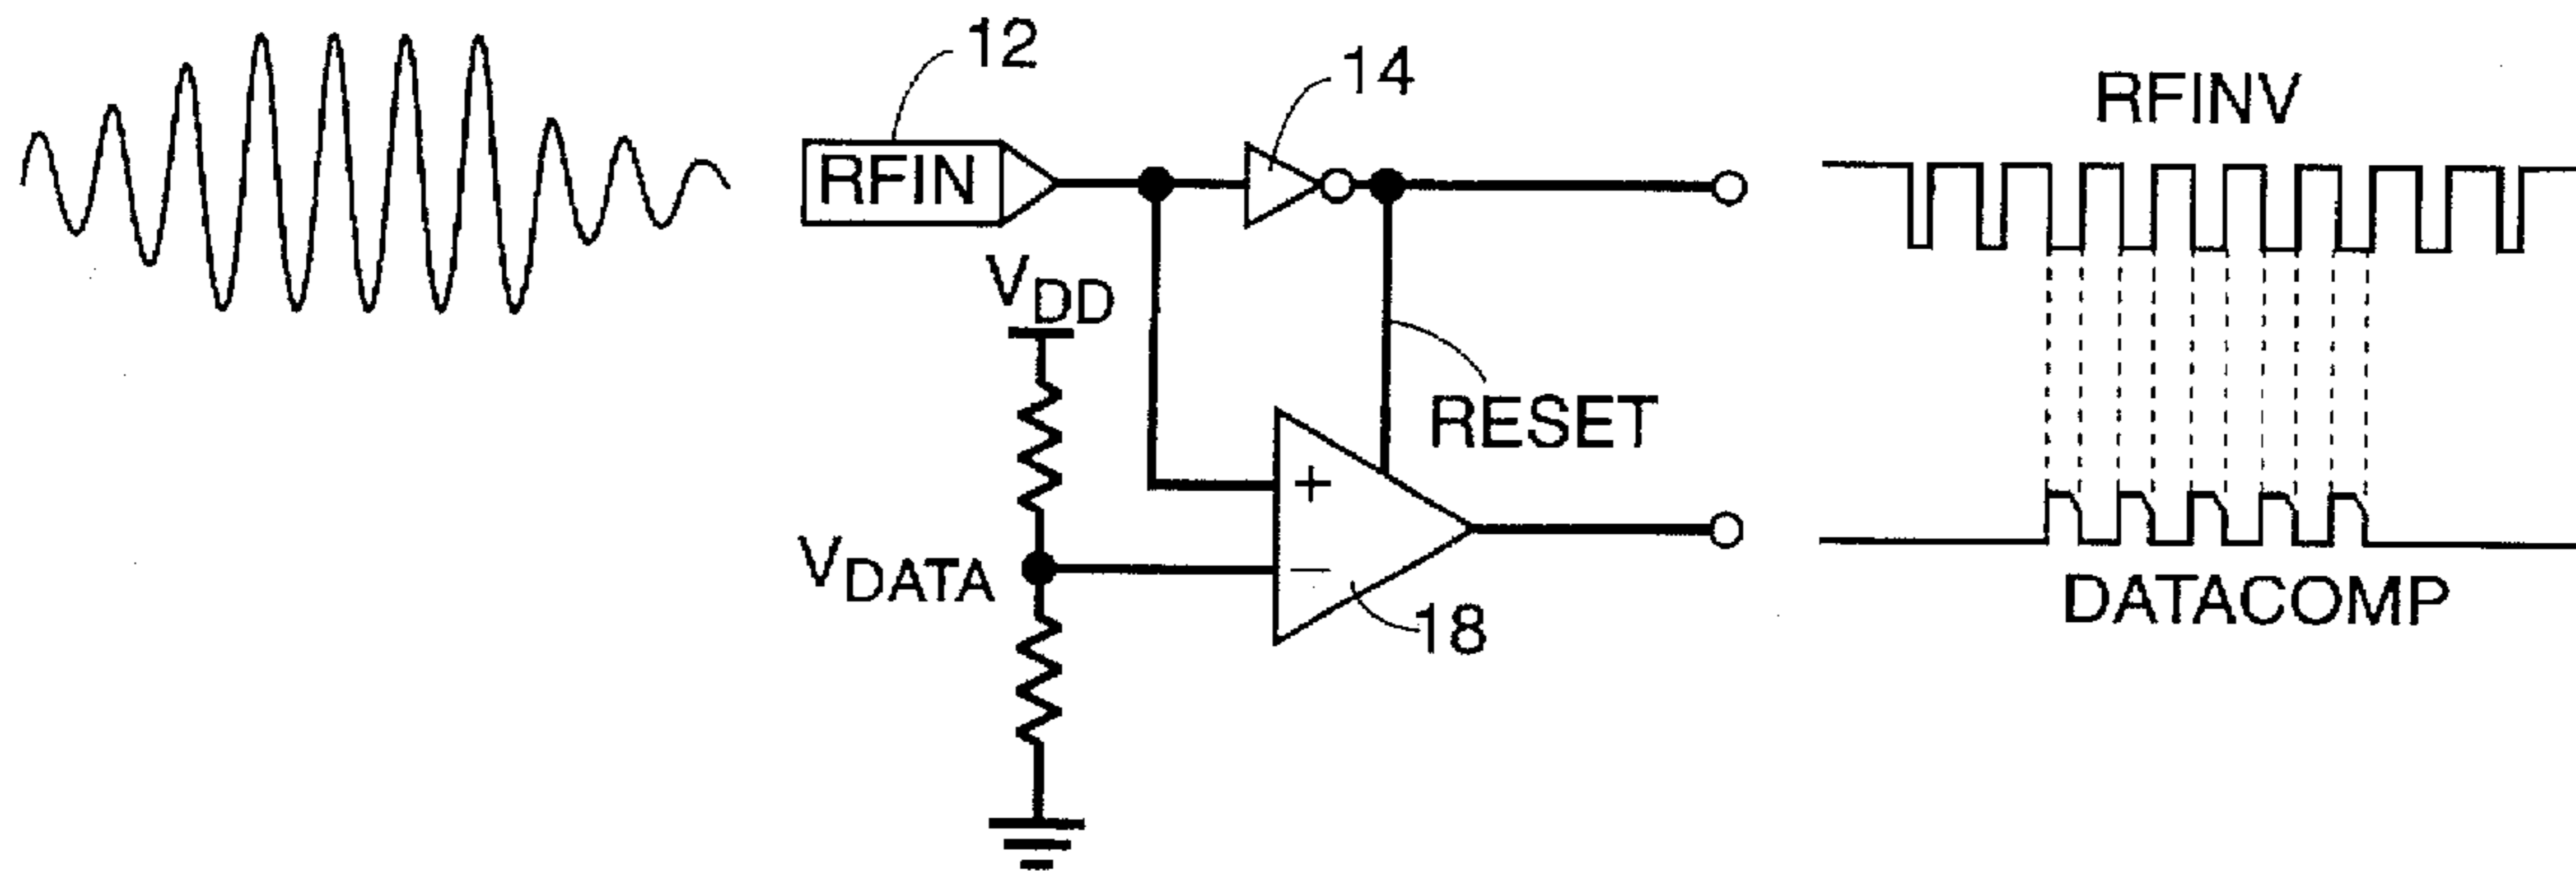 12
14
RFIN
RFINV
VDD
RESET
+
VDATA
−
18
DATACOMP